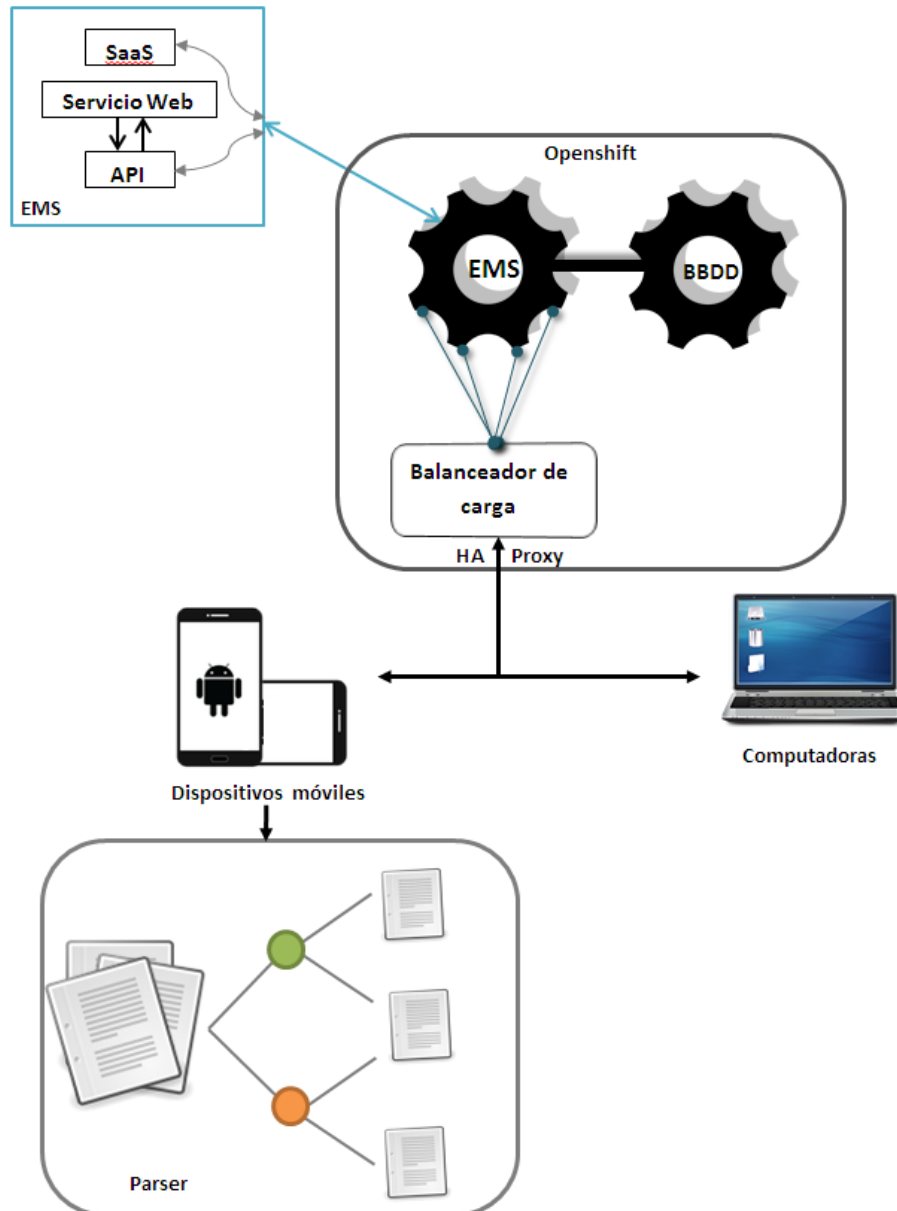 SaaS
Servicio Web
API
EMS
Openshift
EMS
BBDD
Balanceador de
carga
HA Proxy
Dispositivos móviles
Computadoras
Parser